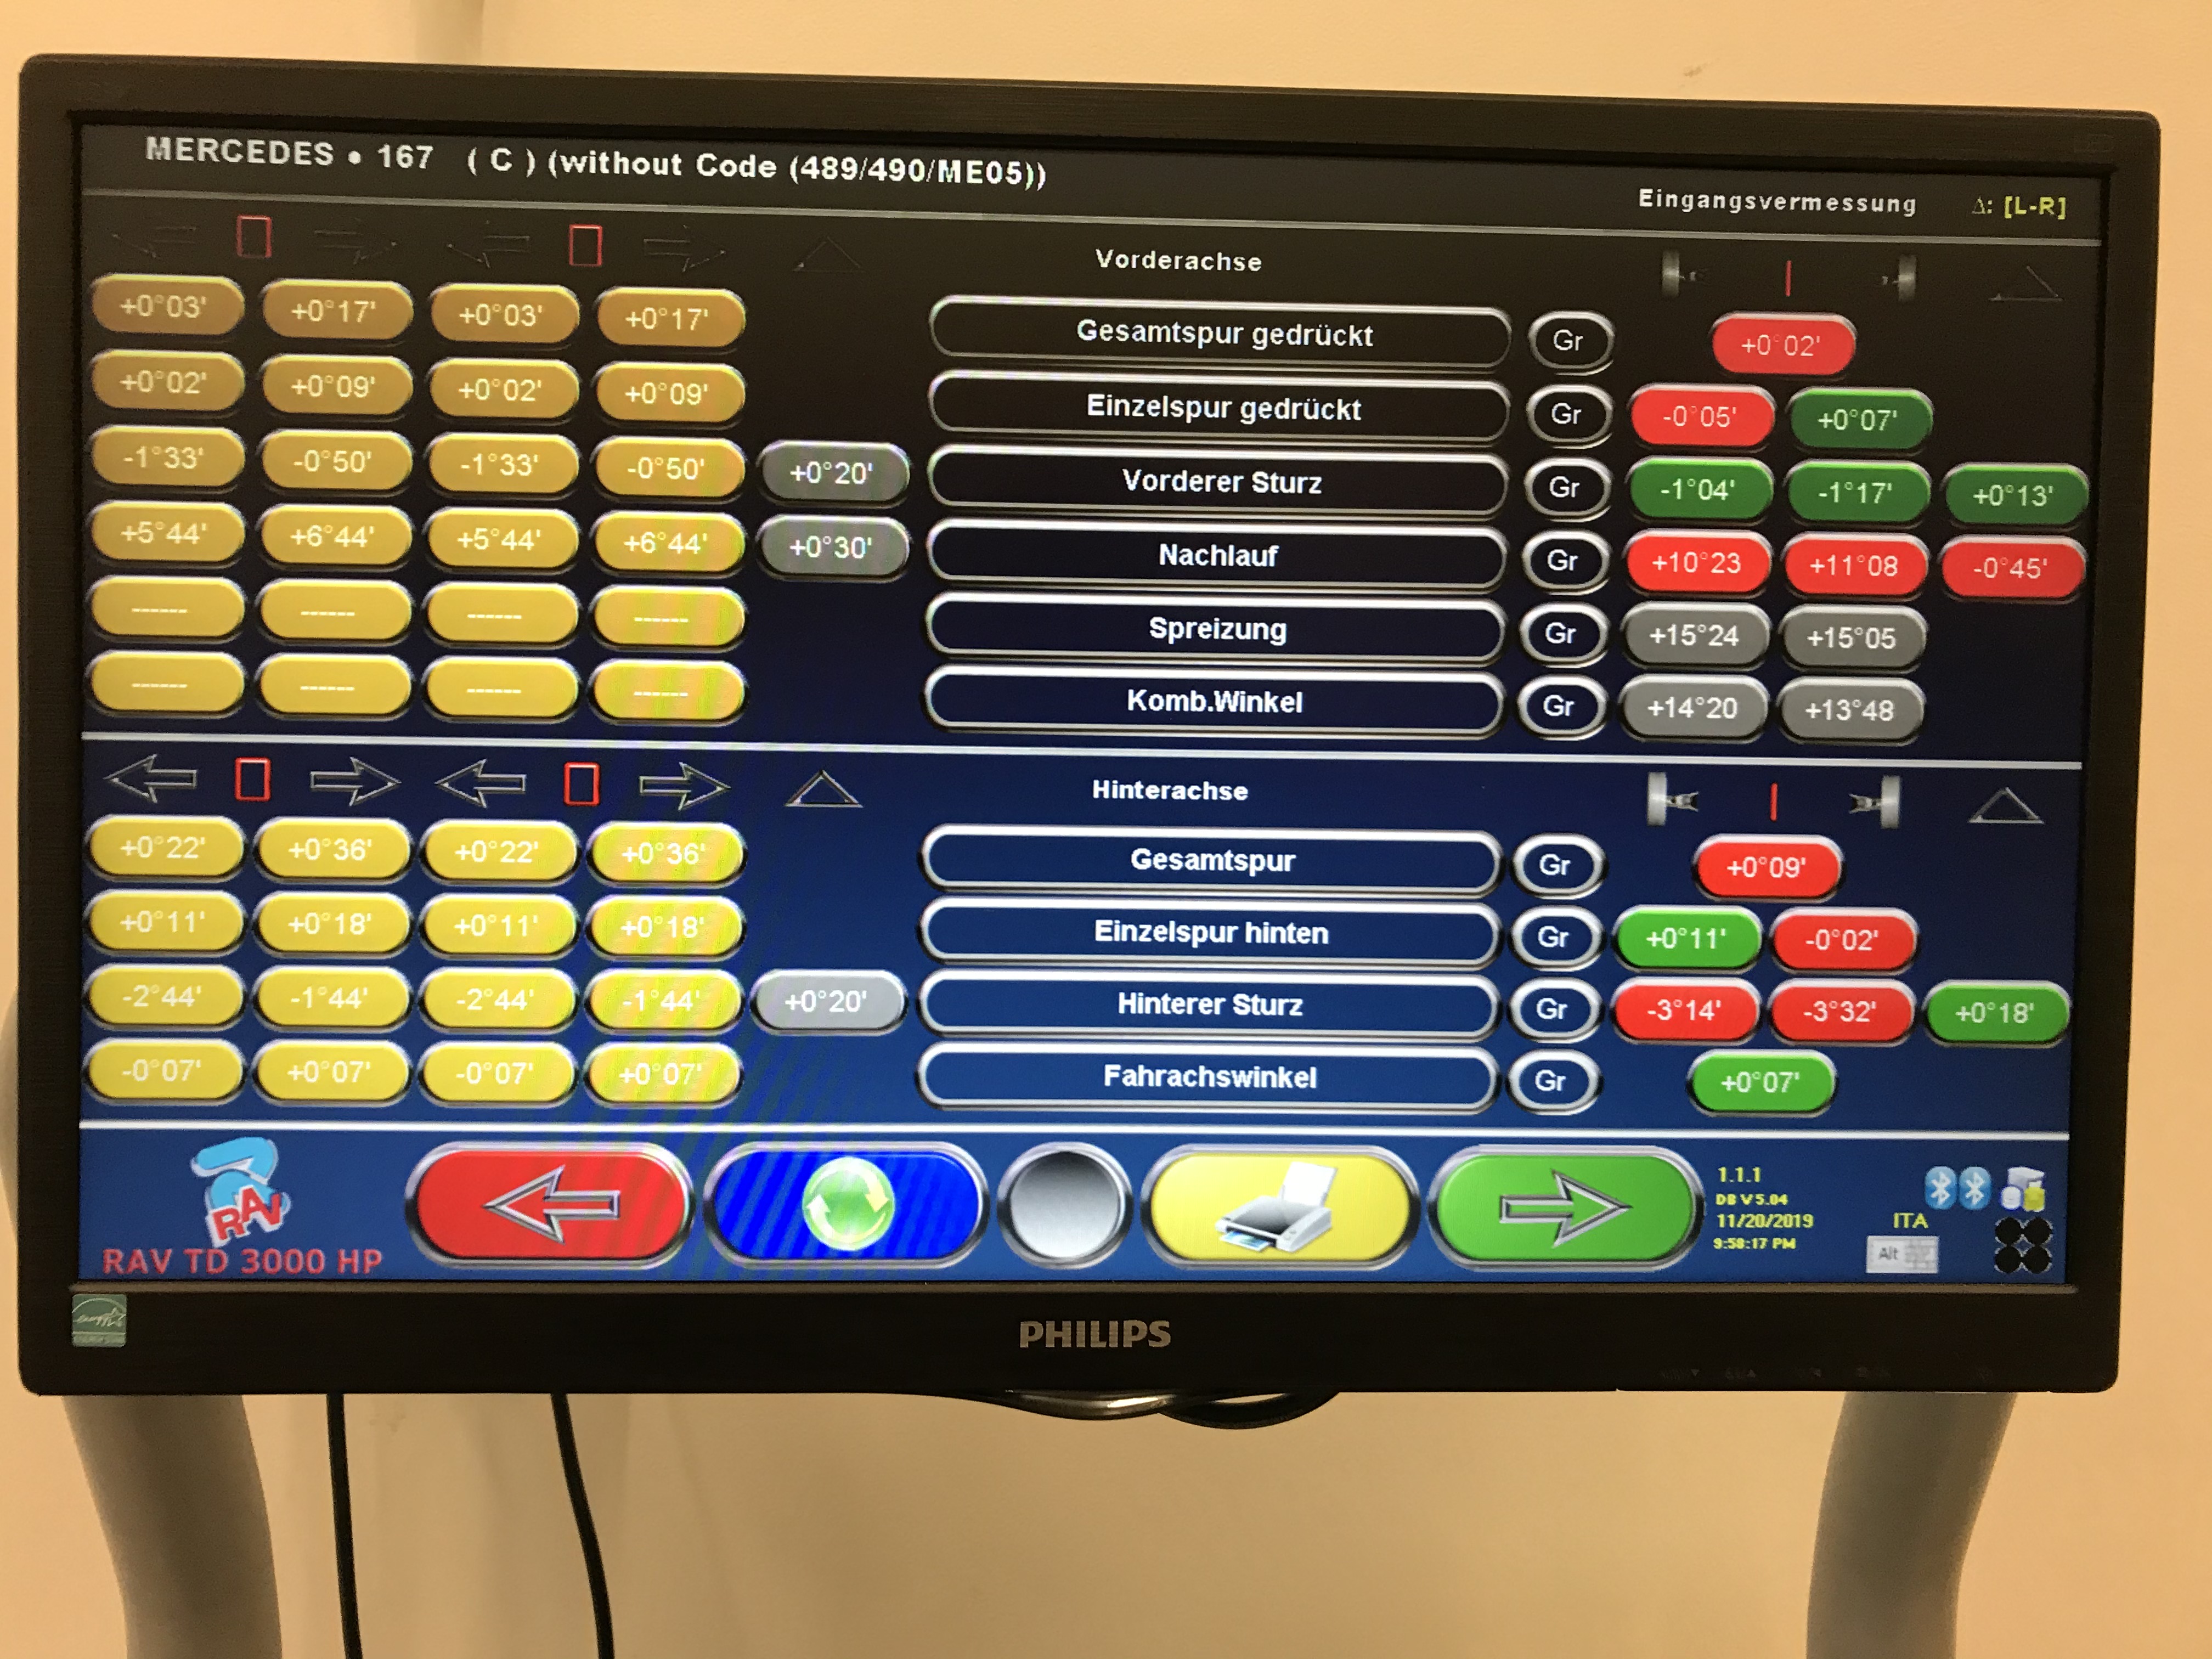 MERCEDES • 167 ( C ) (without Code (489/490/ME05))
Eingangsvermessung Δ: [L-R]
Vorderachse
+0°03' +0°17' +0°03' +0°17' Gesamtspur gedrückt Gr +0°02'
+0°02' +0°09' +0°02' +0°09' Einzelspur gedrückt Gr -0°05' +0°07'
-1°33' -0°50' -1°33' -0°50' +0°20' Vorderer Sturz Gr -1°04' -1°17' +0°13'
+5°44' +6°44' +5°44' +6°44' +0°30' Nachlauf Gr +10°23 +11°08 -0°45'
------ ------ ------ ------ Spreizung Gr +15°24 +15°05
------ ------ ------ ------ Komb.Winkel Gr +14°20 +13°48
Hinterachse
+0°22' +0°36' +0°22' +0°36' Gesamtspur Gr +0°09'
+0°11' +0°18' +0°11' +0°18' Einzelspur hinten Gr +0°11' -0°02'
-2°44' -1°44' -2°44' -1°44' +0°20' Hinterer Sturz Gr -3°14' -3°32' +0°18'
-0°07' +0°07' -0°07' +0°07' Fahrachswinkel Gr +0°07'
RAV
RAV TD 3000 HP
1.1.1
DB V 5.04
11/20/2019
9:58:17 PM
ITA
Alt
PHILIPS